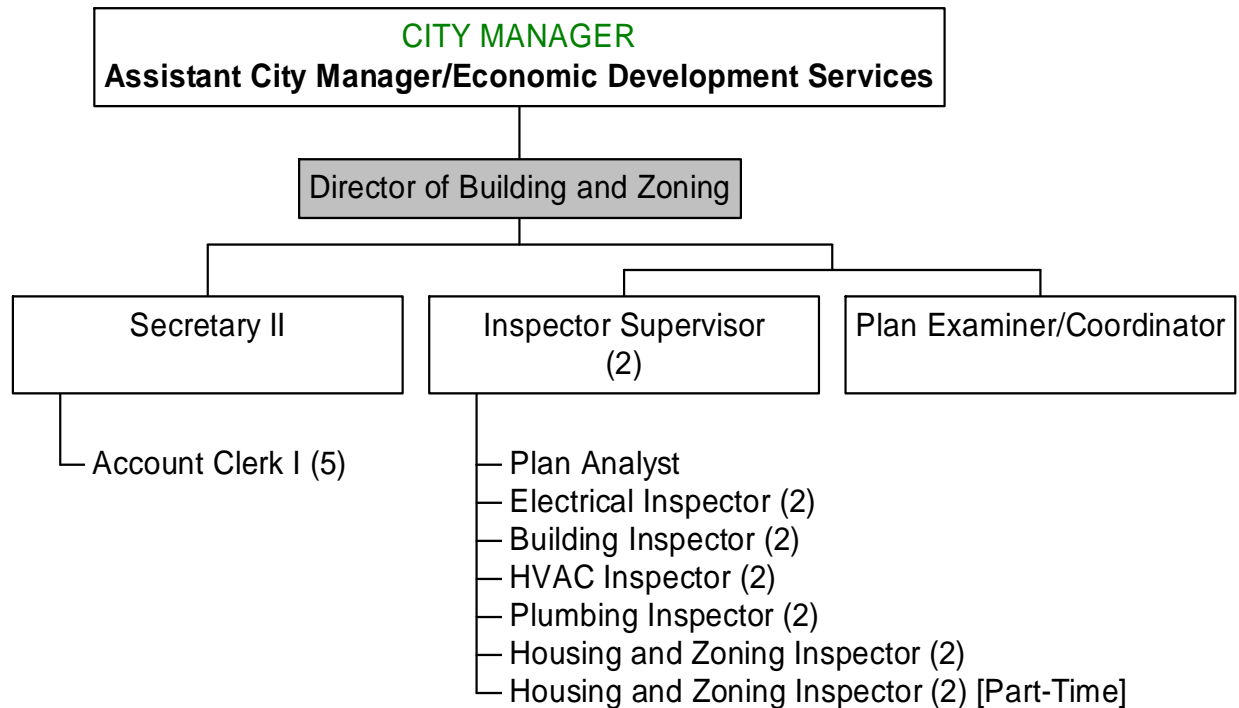 CITY MANAGER
Assistant City Manager/Economic Development Services
Director of Building and Zoning
Secretary II
Inspector Supervisor
(2)
Plan Examiner/Coordinator
Account Clerk I (5)
Plan Analyst
Electrical Inspector (2)
Building Inspector (2)
HVAC Inspector (2)
Plumbing Inspector (2)
Housing and Zoning Inspector (2)
Housing and Zoning Inspector (2) [Part-Time]